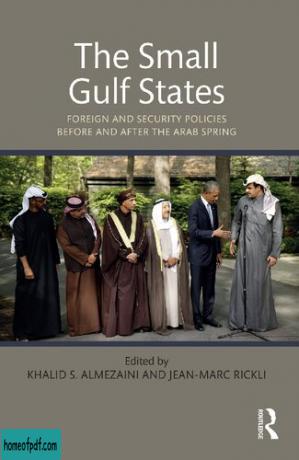 The Small
Gulf States
FOREIGN AND SECURITY POLICIES
BEFORE AND AFTER THE ARAB SPRING
Edited by
KHALID S. ALMEZAINI AND JEAN-MARC RICKLI
ROUTLEDGE
homeofpdf.com